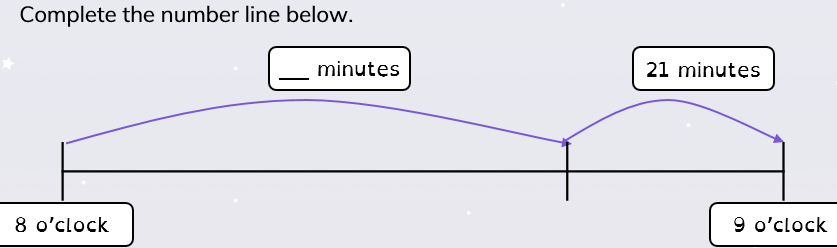 Complete the number line below.
___ minutes
21 minutes
8 o'clock
9 o'clock